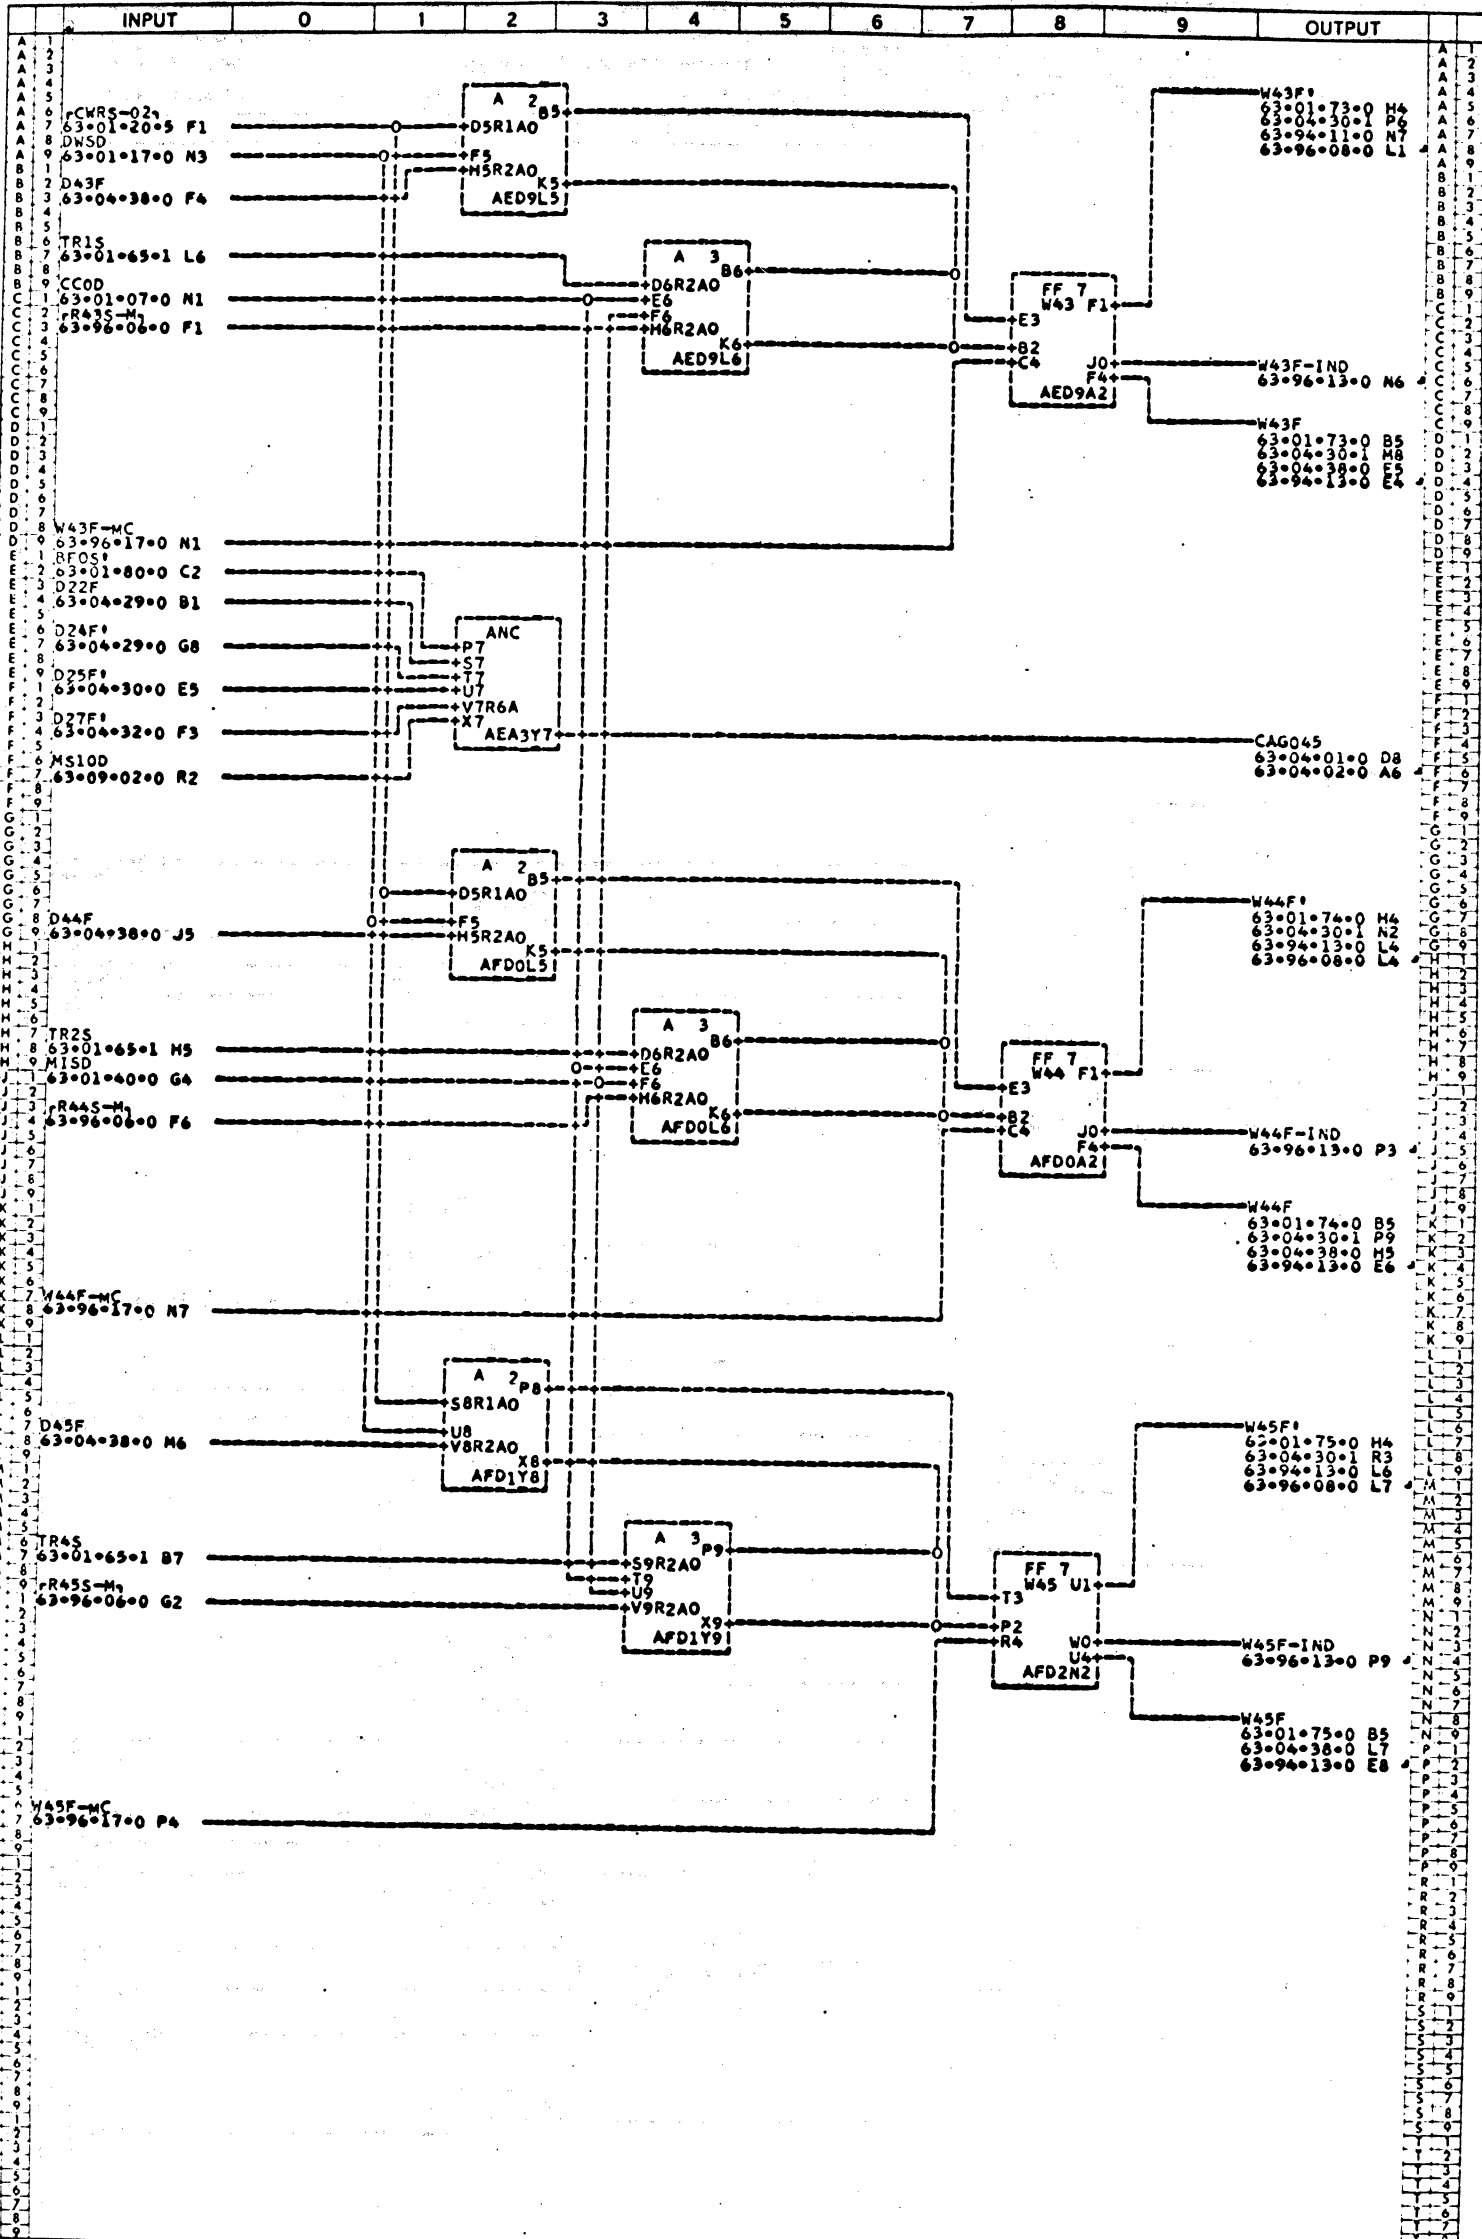 INPUT 0 1 2 3 4 5 6 7 8 9 OUTPUT
┌CWRS-02┐
63•01•20•5 F1
DWSD
63•01•17•0 N3
D43F
63•04•38•0 F4
TR1S
63•01•65•1 L6
CC0D
63•01•07•0 N1
┌R43S-M┐
63•96•06•0 F1
W43F-MC
63•96•17•0 N1
BF0S'
63•01•80•0 C2
D22F
63•04•29•0 B1
D24F'
63•04•29•0 G8
D25F'
63•04•30•0 E5
D27F'
63•04•32•0 F3
MS10D
63•09•02•0 R2
D44F
63•04•38•0 J5
TR2S
63•01•65•1 H5
MISD
63•01•40•0 G4
┌R44S-M┐
63•96•06•0 F6
W44F-MC
63•96•17•0 N7
D45F
63•04•38•0 M6
TR4S
63•01•65•1 B7
┌R45S-M┐
63•96•06•0 G2
W45F-MC
63•96•17•0 P4
A 2
B5
D5R1A0
F5
H5R2A0
K5
AED9L5
A 3
B6
D6R2A0
E6
F6
H6R2A0
K6
AED9L6
FF 7
W43 F1
E3
B2
C4 J0
F4
AED9A2
ANC
P7
S7
T7
U7
V7R6A
X7
AEA3Y7
A 2
B5
D5R1A0
F5
H5R2A0
K5
AFD0L5
A 3
B6
D6R2A0
E6
F6
H6R2A0
K6
AFD0L6
FF 7
W44 F1
E3
B2
C4 J0
F4
AFD0A2
A 2
P8
S8R1A0
U8
V8R2A0
X8
AFD1Y8
A 3
P9
S9R2A0
T9
U9
V9R2A0
X9
AFD1Y9
FF 7
W45 U1
T3
P2
R4 W0
U4
AFD2N2
W43F'
63•01•73•0 H4
63•04•30•1 P6
63•94•11•0 N7
63•96•08•0 L1
W43F-IND
63•96•13•0 N6
W43F
63•01•73•0 B5
63•04•30•1 M8
63•04•38•0 E5
63•94•13•0 E4
CAG045
63•04•01•0 D8
63•04•02•0 A6
W44F'
63•01•74•0 H4
63•04•30•1 N2
63•94•13•0 L4
63•96•08•0 L4
W44F-IND
63•96•13•0 P3
W44F
63•01•74•0 B5
63•04•30•1 P9
63•04•38•0 H5
63•94•13•0 E6
W45F'
63•01•75•0 H4
63•04•30•1 R3
63•94•13•0 L6
63•96•08•0 L7
W45F-IND
63•96•13•0 P9
W45F
63•01•75•0 B5
63•04•38•0 L7
63•94•13•0 E8